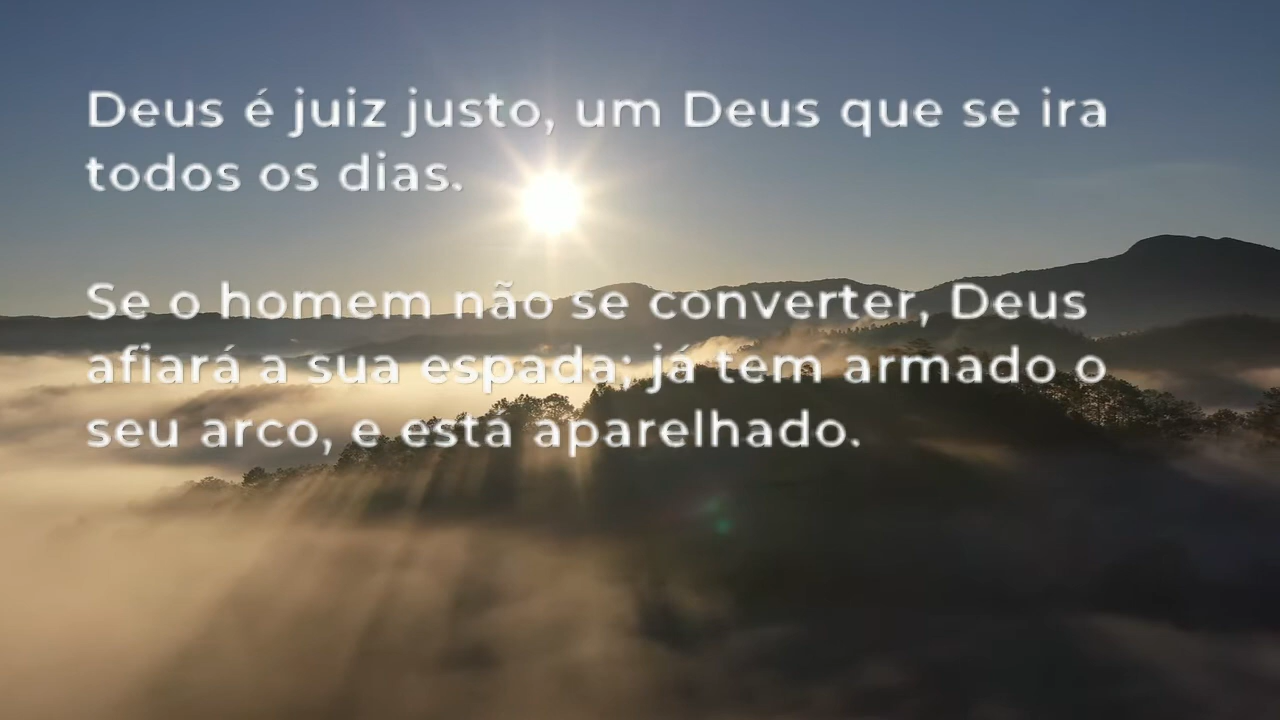 Deus é juiz justo, um Deus que se ira
todos os dias.
Se o homem não se converter, Deus
afiará a sua espada; já tem armado o
seu arco, e está aparelhado.